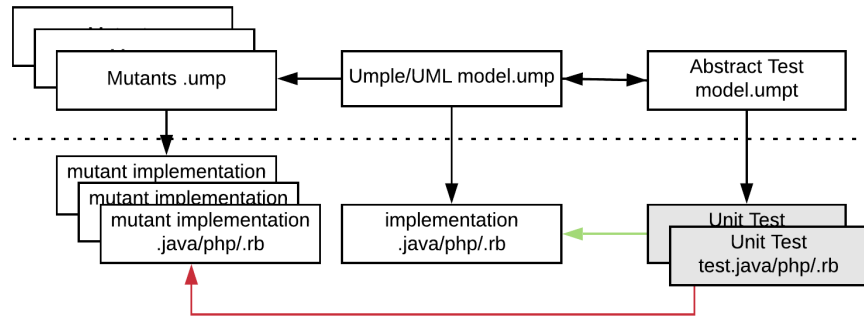 Mutants .ump
Umple/UML model.ump
Abstract Test
model.umpt
mutant implementation
mutant implementation
mutant implementation
.java/php/.rb
implementation
.java/php/.rb
Unit Test
Unit Test
test.java/php/.rb